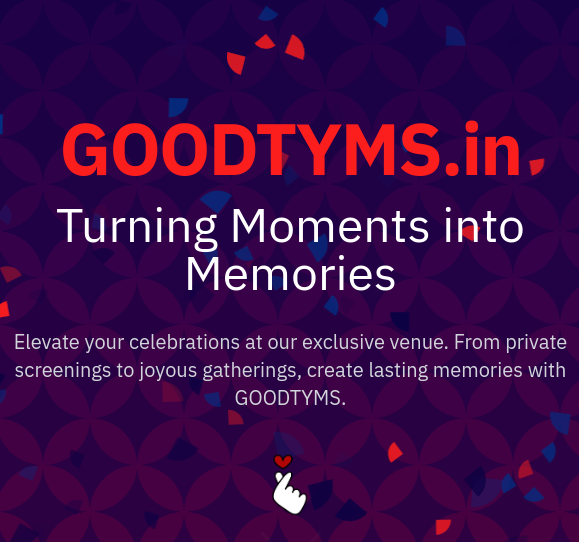 GOODTYMS.in
Turning Moments into
Memories
Elevate your celebrations at our exclusive venue. From private
screenings to joyous gatherings, create lasting memories with
GOODTYMS.